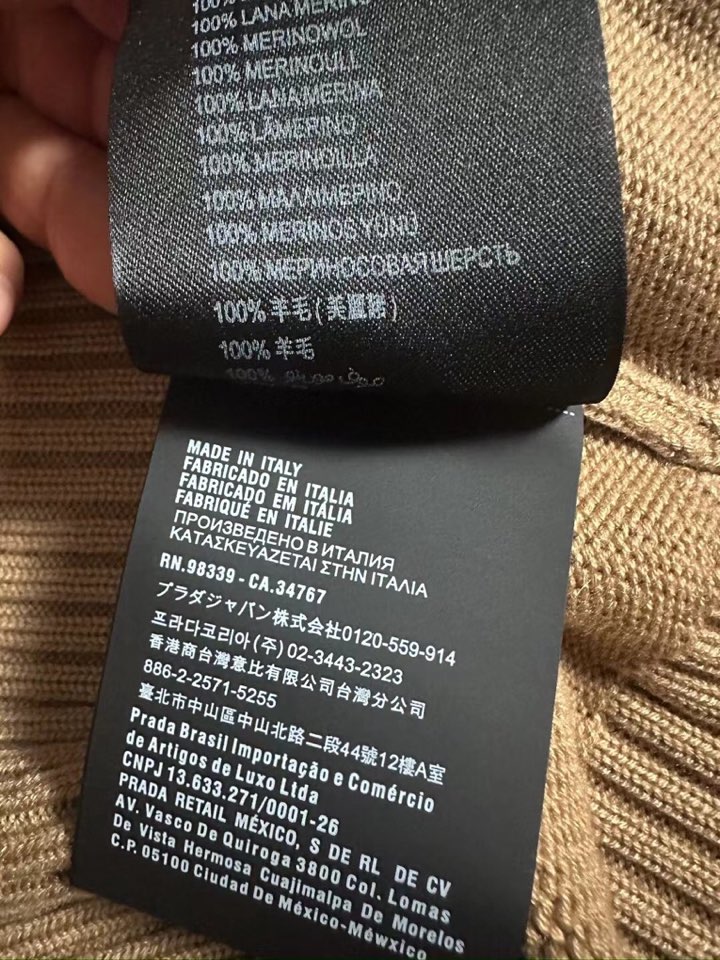 100% LANA MERINO
100% MERINOWOL
100% MERINOULL
100% LANA MERINA
100% LÃMERINO
100% MERINOILLA
100% ΜΑΛΛΙΜΕΡΙΝΟ
100% MERINOS YÜNÜ
100% МЕРИНОСОВАЯ ШЕРСТЬ
100% 羊毛 (美麗諾)
100% 羊毛
100%
MADE IN ITALY
FABRICADO EN ITALIA
FABRICADO EM ITÁLIA
FABRIQUÉ EN ITALIE
ПРОИЗВЕДЕНО В ИТАЛИЯ
ΚΑΤΑΣΚΕΥΑΖΕΤΑΙ ΣΤΗΝ ΙΤΑΛΙΑ
RN.98339 - CA.34767
プラダジャパン株式会社0120-559-914
프라다코리아(주) 02-3443-2323
香港商台灣意比有限公司台灣分公司
886-2-2571-5255
臺北市中山區中山北路二段44號12樓A室
Prada Brasil Importação e Comércio
de Artigos de Luxo Ltda
CNPJ 13.633.271/0001-26
PRADA RETAIL MÉXICO, S DE RL DE CV
AV. Vasco De Quiroga 3800 Col. Lomas
De Vista Hermosa Cuajimalpa De Morelos
C.P. 05100 Ciudad De México-Méwxico